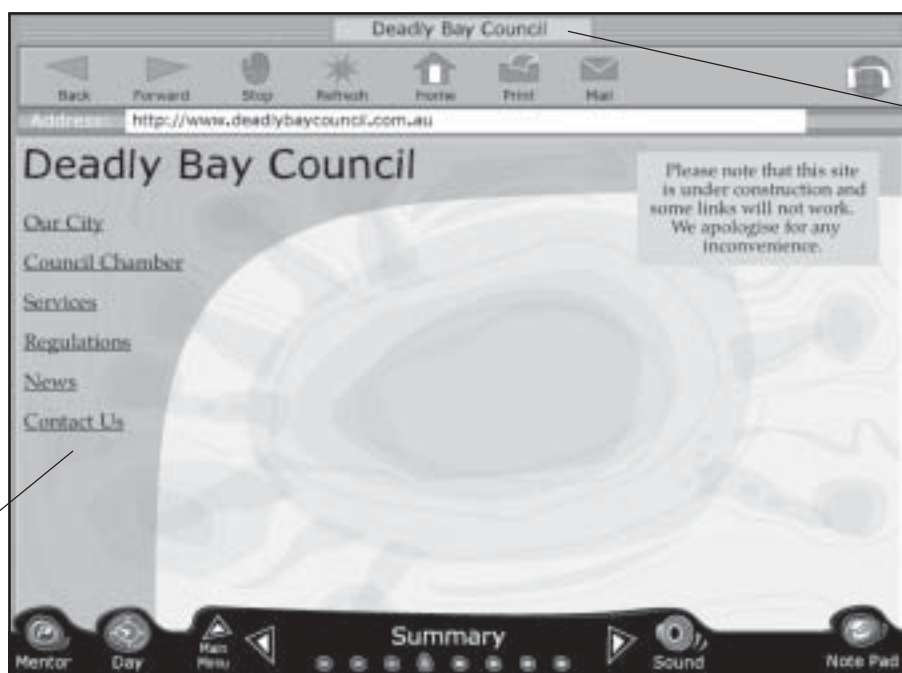 Deadly Bay Council
Back Forward Stop Refresh Home Print Mail
Address: http://www.deadlybaycouncil.com.au
Deadly Bay Council
Please note that this site
is under construction and
some links will not work.
We apologise for any
inconvenience.
Our City
Council Chamber
Services
Regulations
News
Contact Us
Mentor
Day
Main
Menu
Summary
Sound
Note Pad